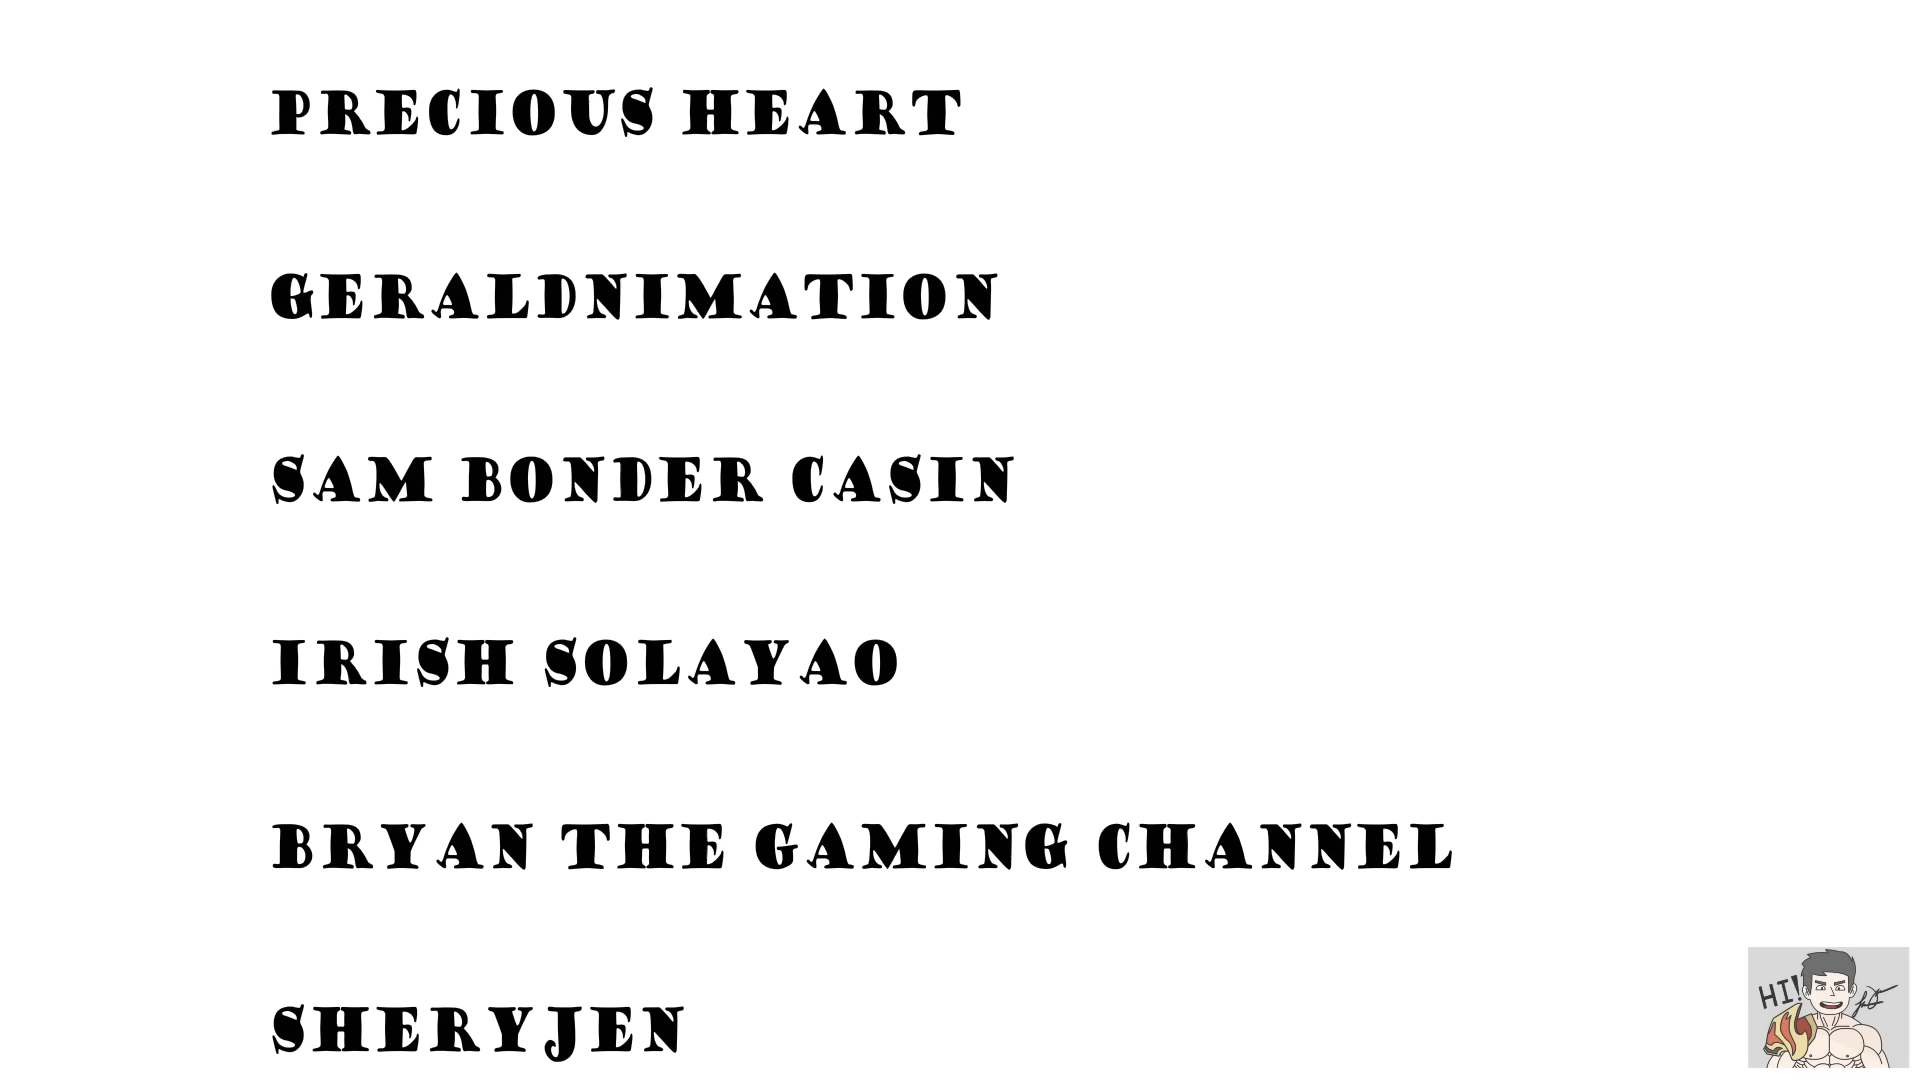 PRECIOUS HEART
GERALDNIMATION
SAM BONDER CASIN
IRISH SOLAYAO
BRYAN THE GAMING CHANNEL
SHERYJEN
HI!